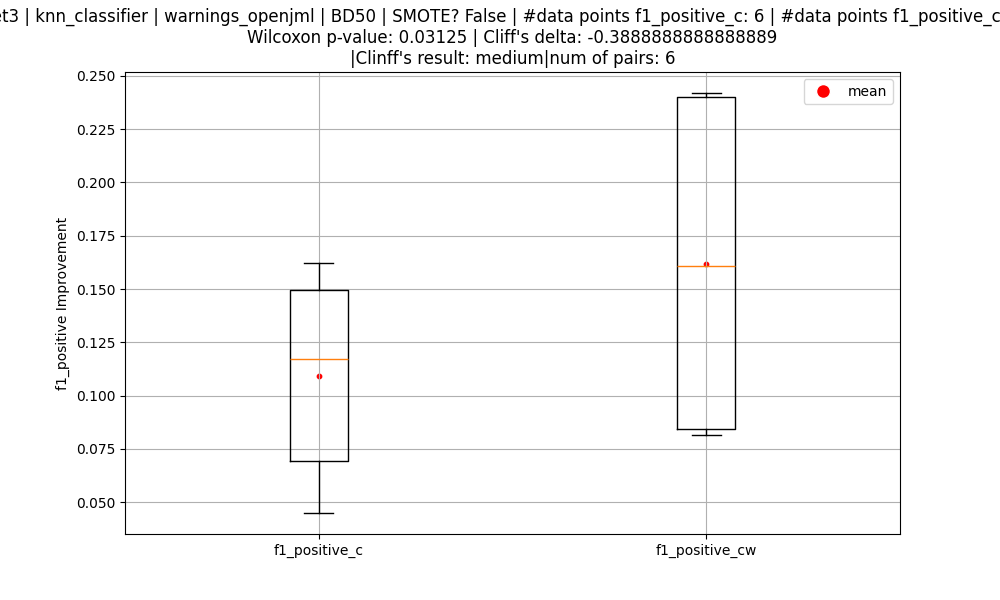 et3 | knn_classifier | warnings_openjml | BD50 | SMOTE? False | #data points f1_positive_c: 6 | #data points f1_positive_c
Wilcoxon p-value: 0.03125 | Cliff's delta: -0.3888888888888889
|Clinff's result: medium|num of pairs: 6
mean
0.250
0.225
0.200
0.175
0.150
0.125
0.100
0.075
0.050
f1_positive Improvement
f1_positive_c
f1_positive_cw